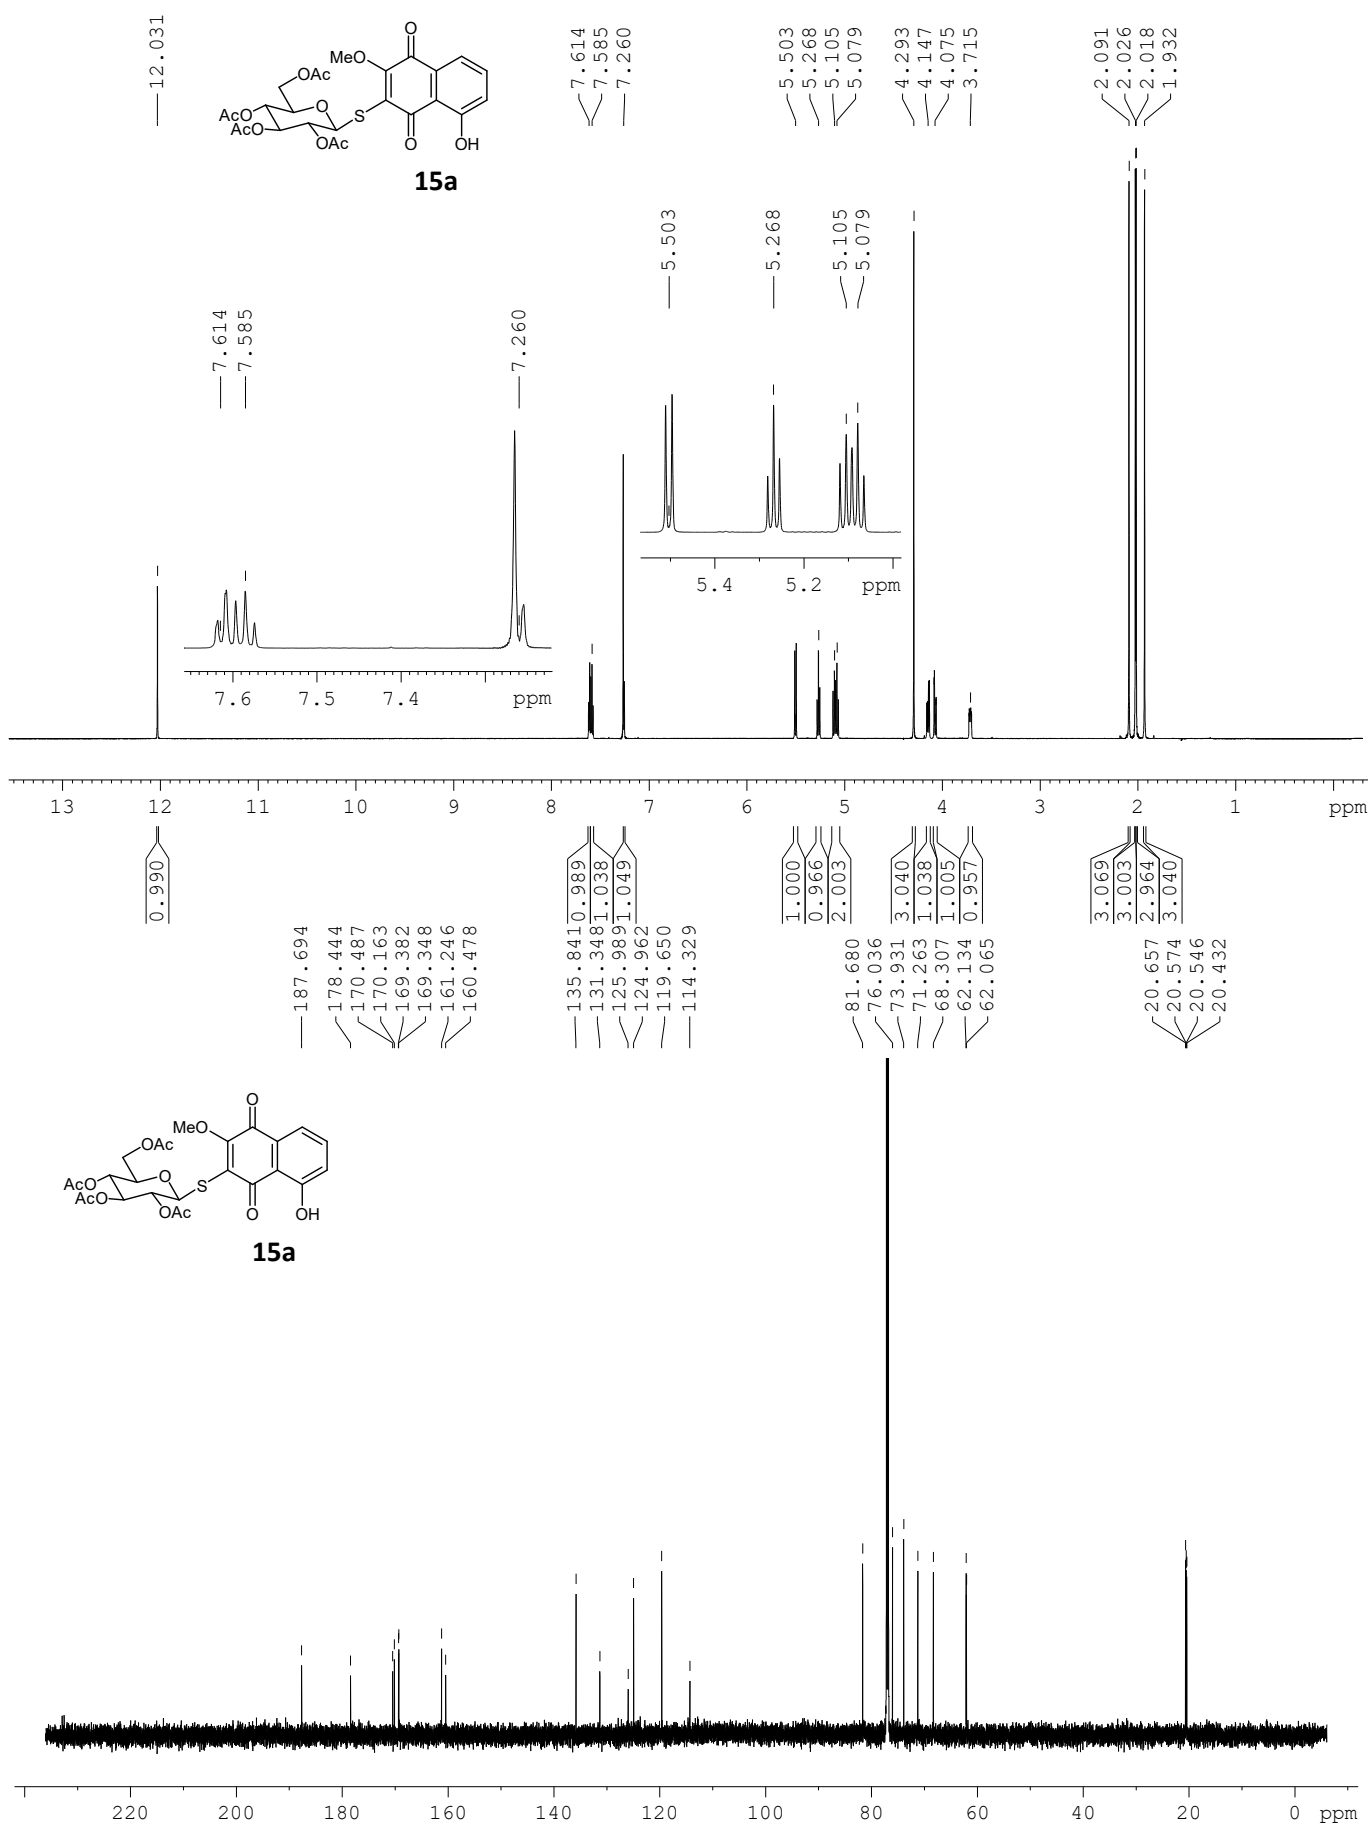 12.031
7.614
7.585
7.260
5.503
5.268
5.105
5.079
4.293
4.147
4.075
3.715
2.091
2.026
2.018
1.932
O
MeO
OAc
O
AcO
S
AcO
OAc
O
OH
15a
5.503
5.268
5.105
5.079
7.614
7.585
7.260
5.4 5.2 ppm
7.6 7.5 7.4 ppm
13 12 11 10 9 8 7 6 5 4 3 2 1 ppm
0.990
0.989
1.038
1.049
1.000
0.966
2.003
3.040
1.038
1.005
0.957
3.069
3.003
2.964
3.040
187.694
178.444
170.487
170.163
169.382
169.348
161.246
160.478
135.841
131.348
125.989
124.962
119.650
114.329
81.680
76.036
73.931
71.263
68.307
62.134
62.065
20.657
20.574
20.546
20.432
O
MeO
OAc
O
AcO
S
AcO
OAc
O
OH
15a
220 200 180 160 140 120 100 80 60 40 20 0 ppm